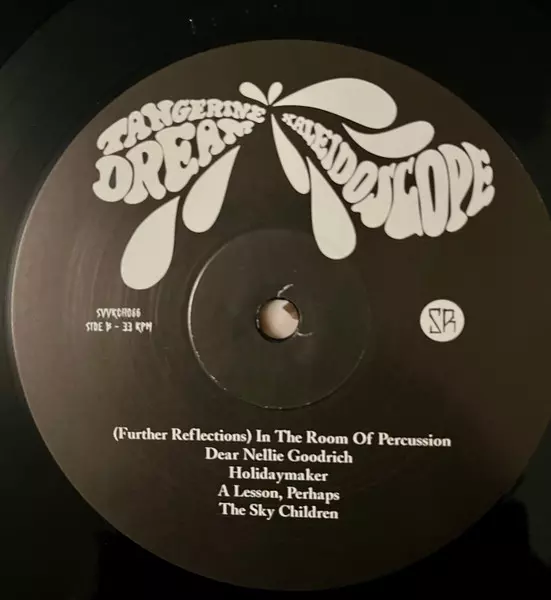 TANGERINE
DREAM
KALEIDOSCOPE
SVVRCH066
SIDE B - 33 RPM
SR
(Further Reflections) In The Room Of Percussion
Dear Nellie Goodrich
Holidaymaker
A Lesson, Perhaps
The Sky Children